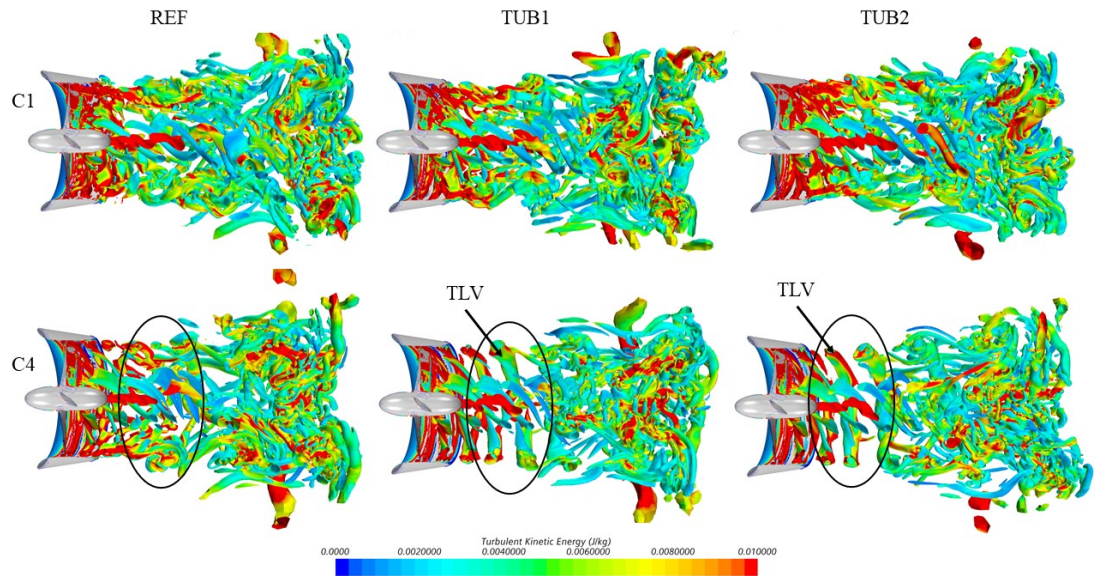 REF TUB1 TUB2
C1
TLV TLV
C4
Turbulent Kinetic Energy (J/kg)
0.0000 0.0020000 0.0040000 0.0060000 0.0080000 0.010000